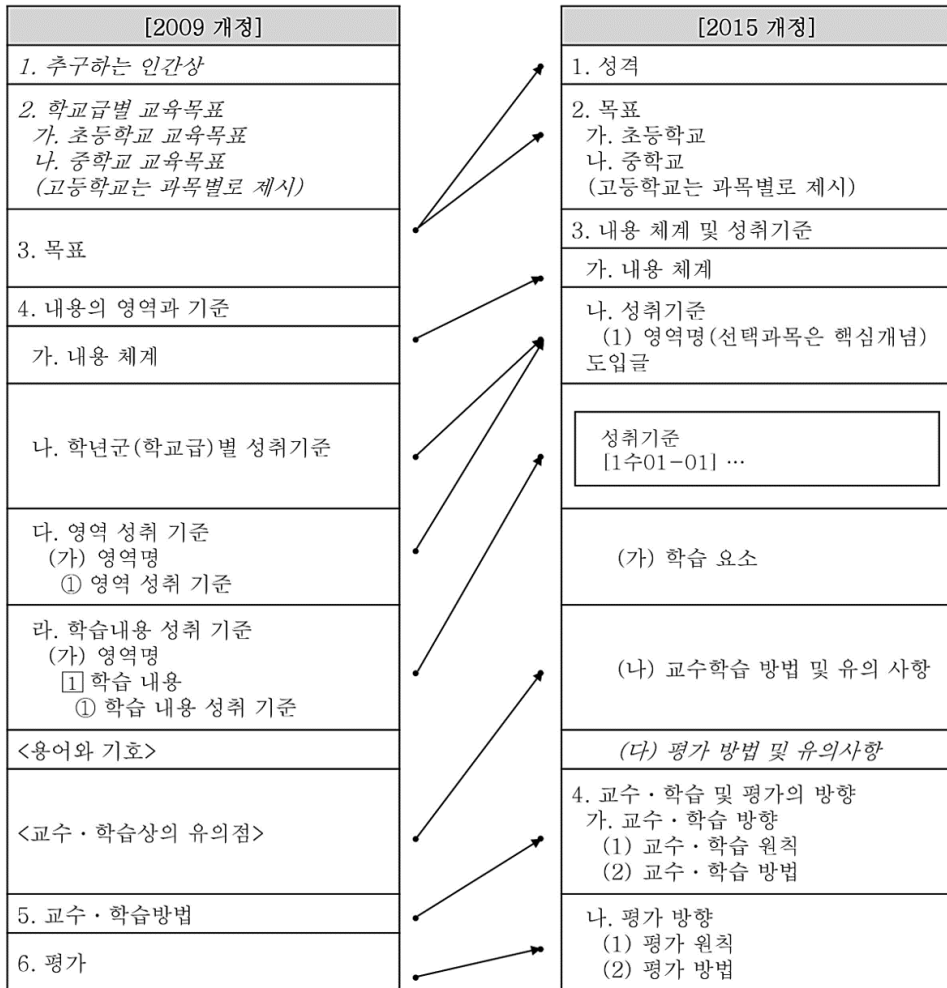 [2009 개정]
1. 추구하는 인간상
2. 학교급별 교육목표
가. 초등학교 교육목표
나. 중학교 교육목표
(고등학교는 과목별로 제시)
3. 목표
4. 내용의 영역과 기준
가. 내용 체계
나. 학년군(학교급)별 성취기준
다. 영역 성취 기준
(가) 영역명
① 영역 성취 기준
라. 학습내용 성취 기준
(가) 영역명
1 학습 내용
① 학습 내용 성취 기준
<용어와 기호>
<교수・학습상의 유의점>
5. 교수・학습방법
6. 평가
[2015 개정]
1. 성격
2. 목표
가. 초등학교
나. 중학교
(고등학교는 과목별로 제시)
3. 내용 체계 및 성취기준
가. 내용 체계
나. 성취기준
(1) 영역명(선택과목은 핵심개념)
도입글
성취기준
[1수01-01] …
(가) 학습 요소
(나) 교수학습 방법 및 유의 사항
(다) 평가 방법 및 유의사항
4. 교수・학습 및 평가의 방향
가. 교수・학습 방향
(1) 교수・학습 원칙
(2) 교수・학습 방법
나. 평가 방향
(1) 평가 원칙
(2) 평가 방법